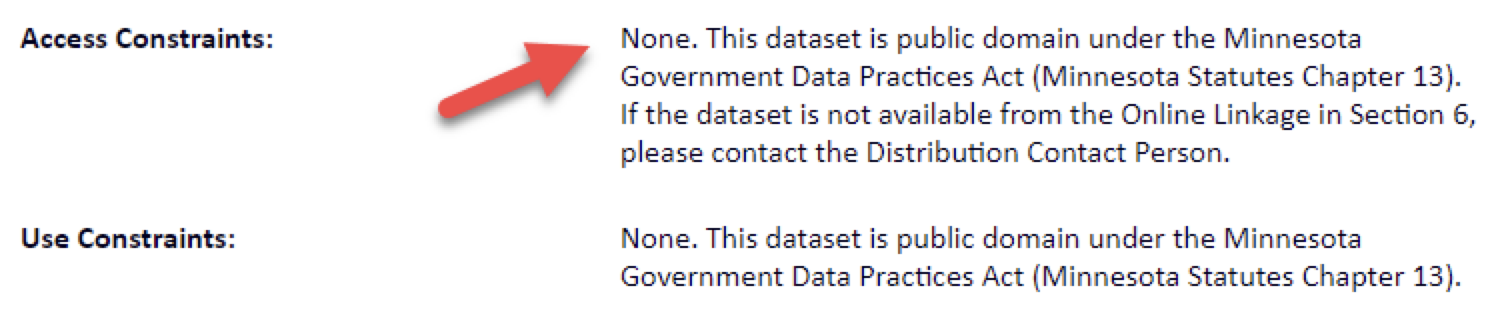 Access Constraints:
None. This dataset is public domain under the Minnesota
Government Data Practices Act (Minnesota Statutes Chapter 13).
If the dataset is not available from the Online Linkage in Section 6,
please contact the Distribution Contact Person.
Use Constraints:
None. This dataset is public domain under the Minnesota
Government Data Practices Act (Minnesota Statutes Chapter 13).